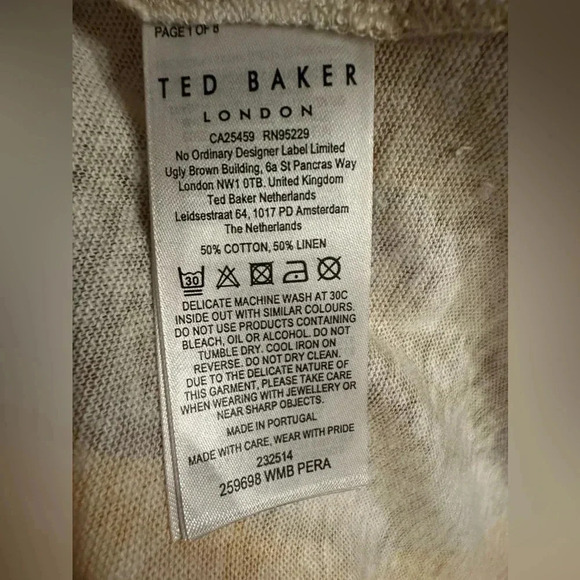 PAGE 1 OF 8
TED BAKER
LONDON
CA25459 RN95229
No Ordinary Designer Label Limited
Ugly Brown Building, 6a St Pancras Way
London NW1 0TB. United Kingdom
Ted Baker Netherlands
Leidsestraat 64, 1017 PD Amsterdam
The Netherlands
50% COTTON, 50% LINEN
30
DELICATE MACHINE WASH AT 30C
INSIDE OUT WITH SIMILAR COLOURS.
DO NOT USE PRODUCTS CONTAINING
BLEACH, OIL OR ALCOHOL. DO NOT
TUMBLE DRY. COOL IRON ON
REVERSE. DO NOT DRY CLEAN.
DUE TO THE DELICATE NATURE OF
THIS GARMENT, PLEASE TAKE CARE
WHEN WEARING WITH JEWELLERY OR
NEAR SHARP OBJECTS.
MADE IN PORTUGAL
MADE WITH CARE, WEAR WITH PRIDE
232514
259698 WMB PERA